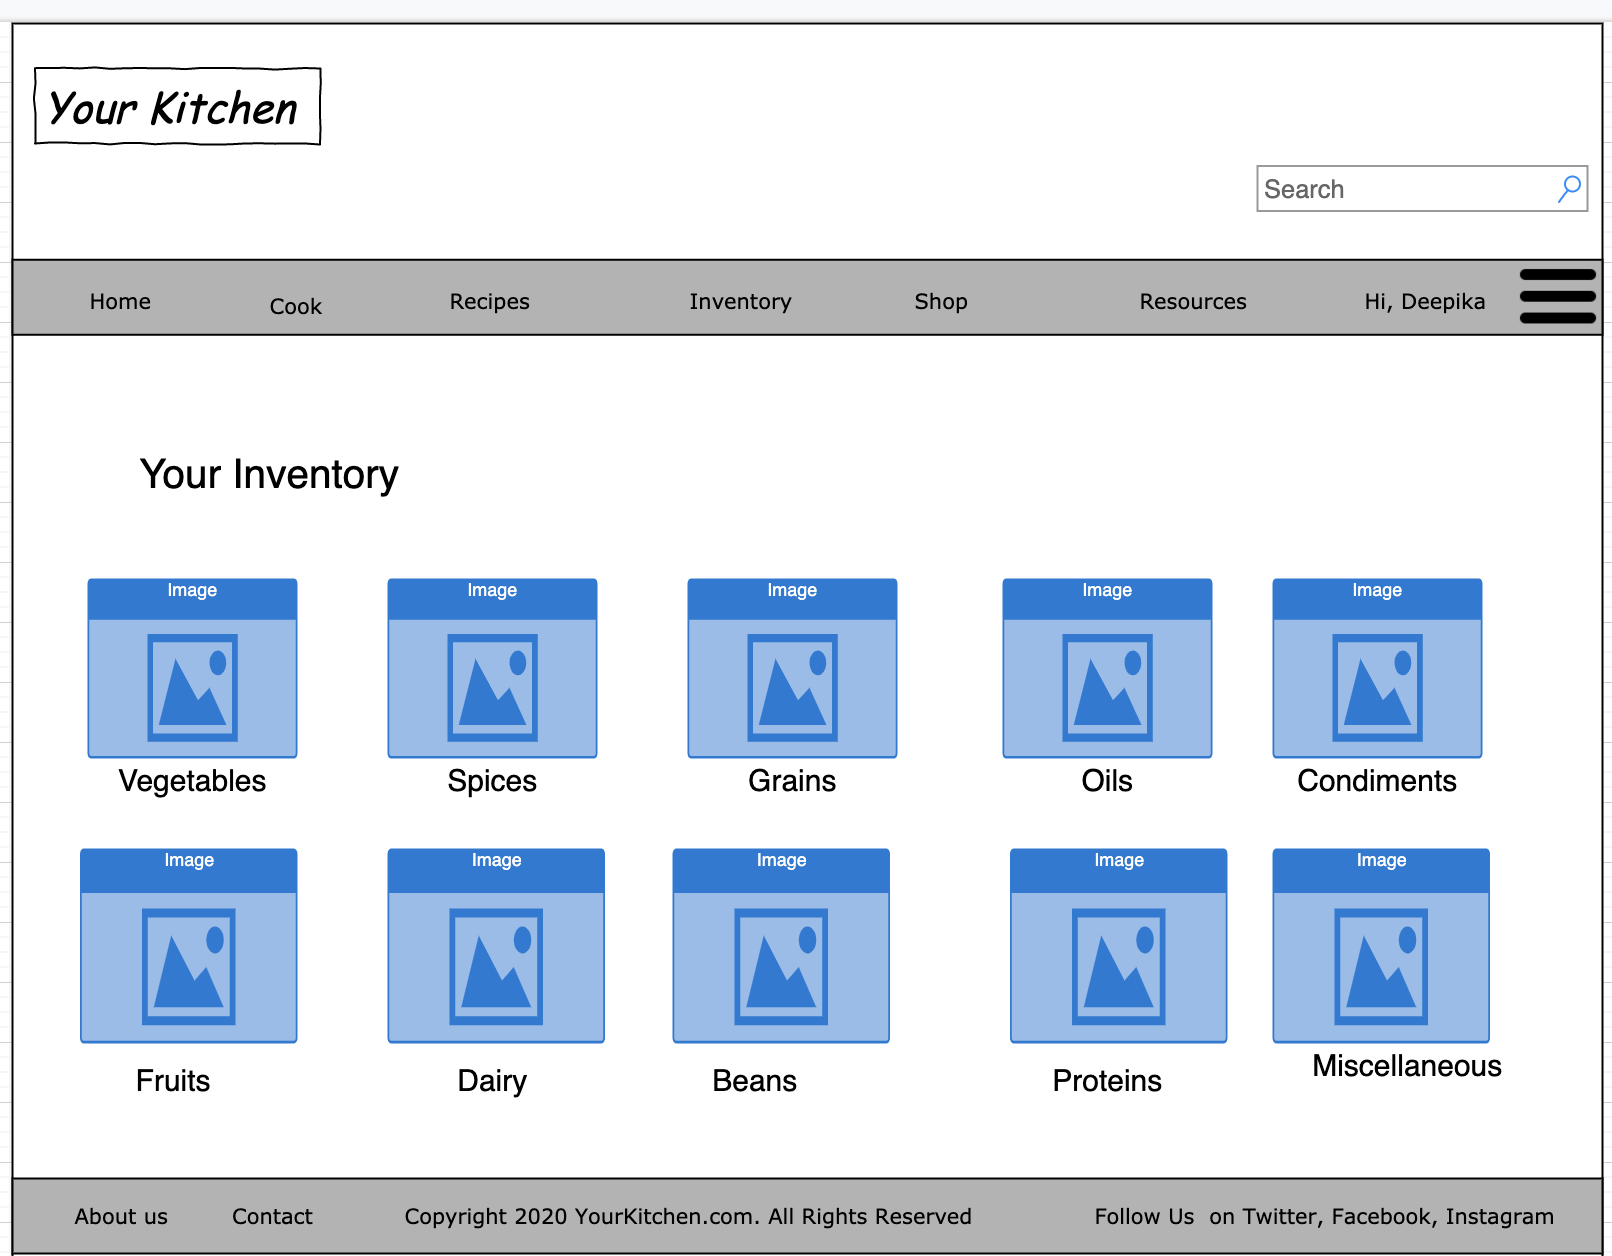 Your Kitchen
Search
Home Cook Recipes Inventory Shop Resources Hi, Deepika
Your Inventory
Image Image Image Image Image
Vegetables Spices Grains Oils Condiments
Image Image Image Image Image
Fruits Dairy Beans Proteins Miscellaneous
About us Contact Copyright 2020 YourKitchen.com. All Rights Reserved Follow Us  on Twitter, Facebook, Instagram